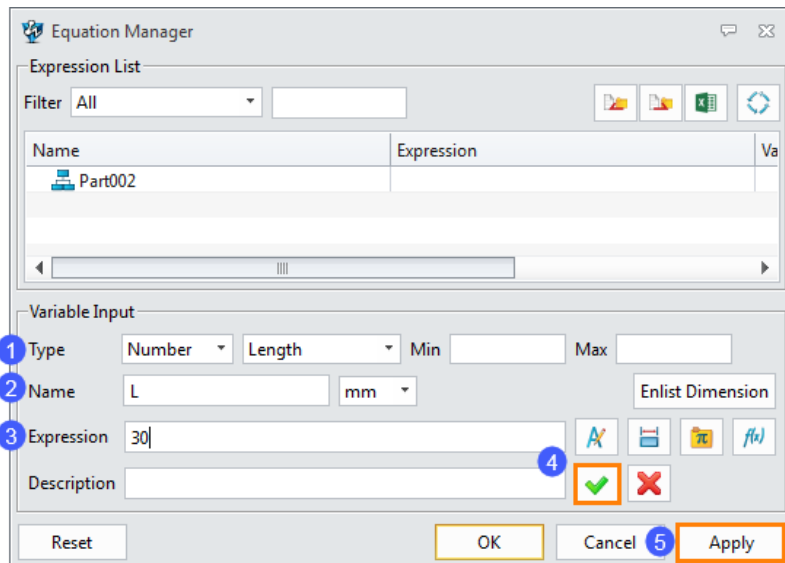 Equation Manager
Expression List
Filter All
Name Expression Va
Part002
Variable Input
1 Type Number Length Min Max
2 Name L mm Enlist Dimension
3 Expression 30 π f(x)
4
Description
Reset OK Cancel 5 Apply